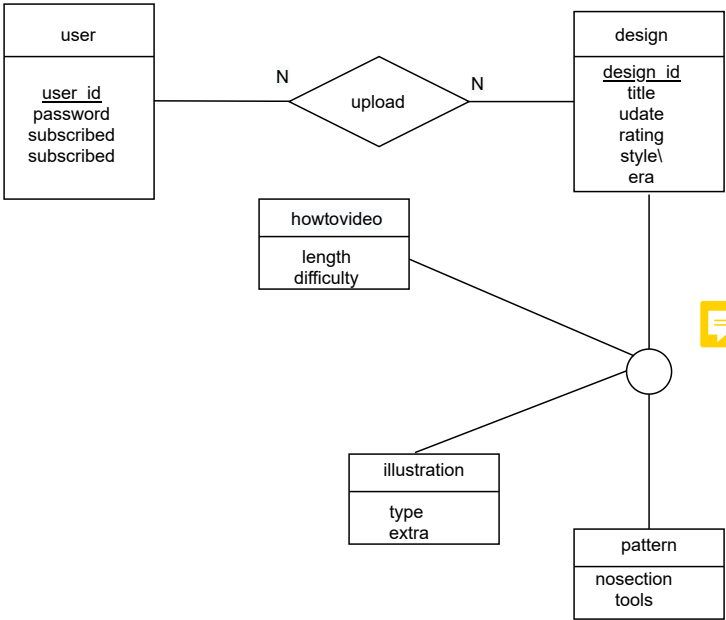 user
user_id
password
subscribed
subscribed
N
upload
N
design
design_id
title
udate
rating
style\
era
howtovideo
length
difficulty
illustration
type
extra
pattern
nosection
tools